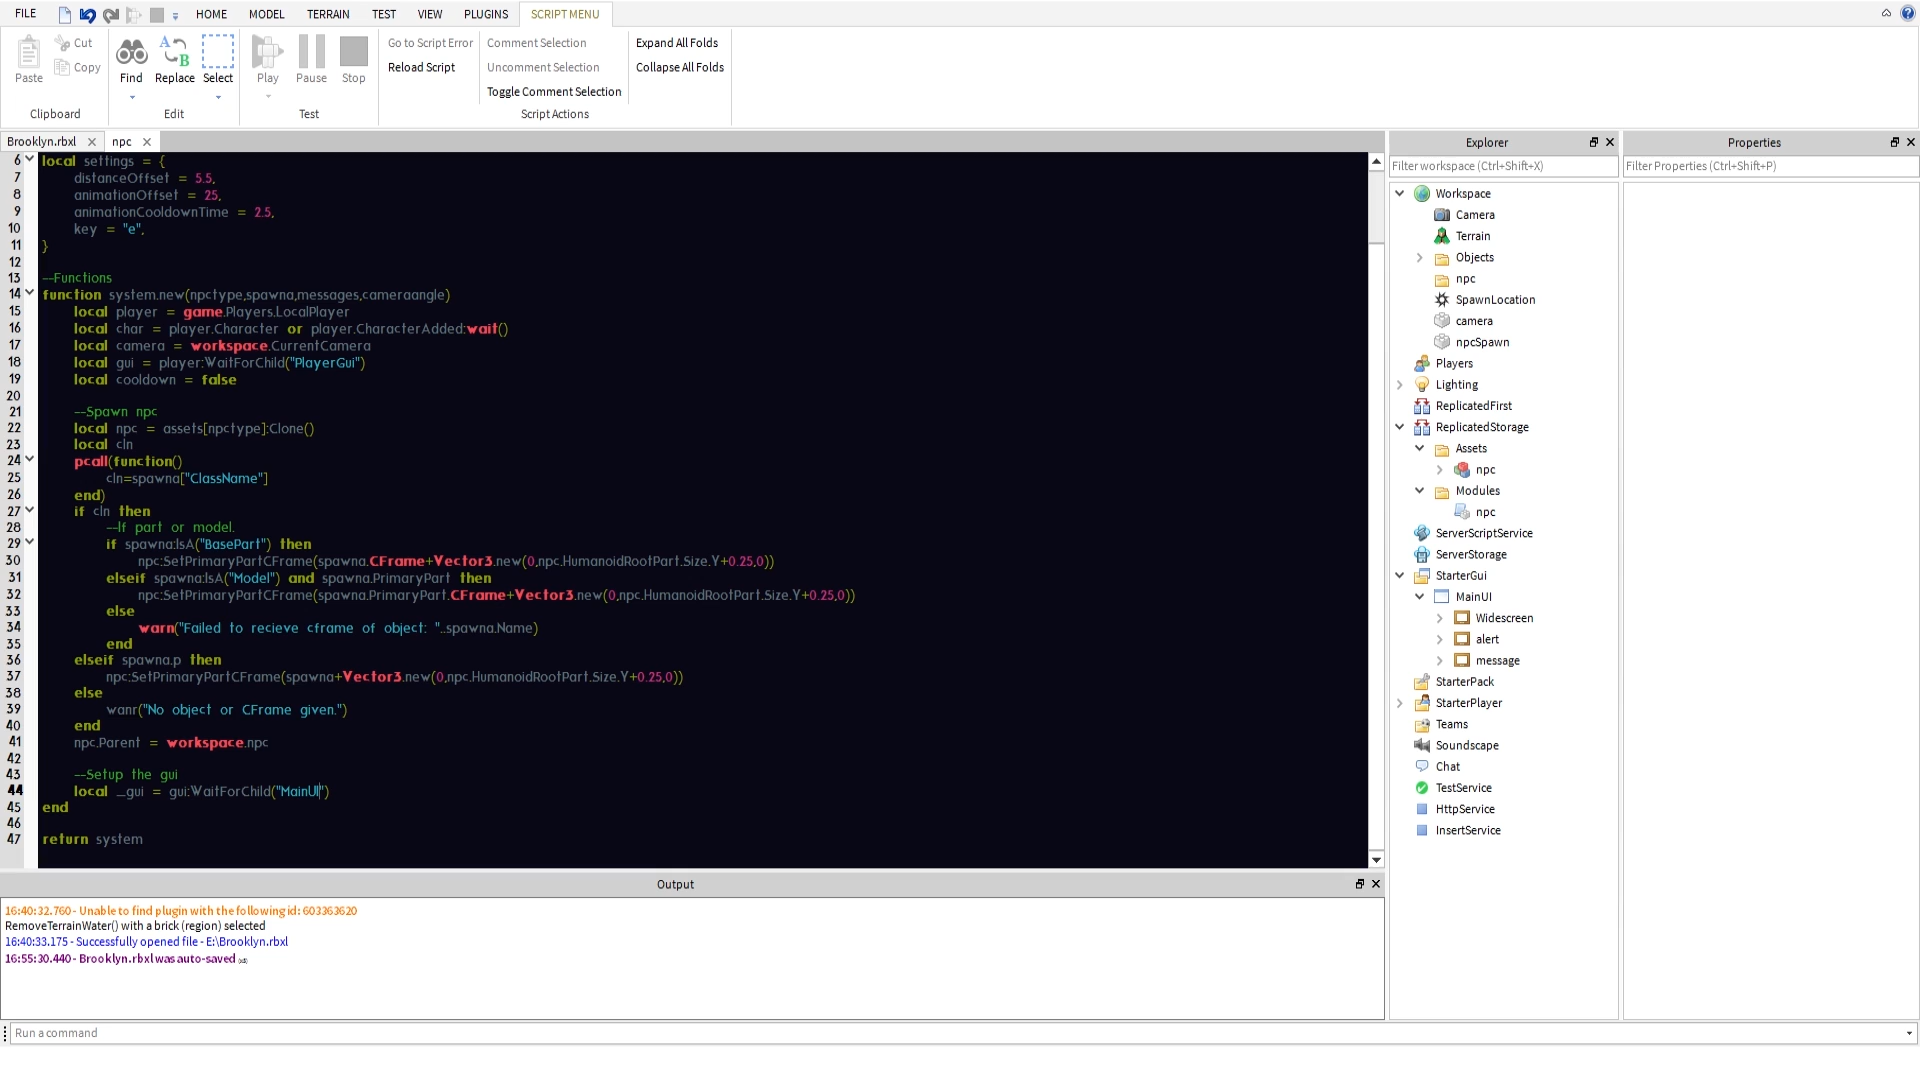 FILE HOME MODEL TERRAIN TEST VIEW PLUGINS SCRIPT MENU
Paste Cut Copy
Clipboard
Find Replace Select
Edit
Play Pause Stop
Test
Go to Script Error
Reload Script
Comment Selection
Uncomment Selection
Toggle Comment Selection
Expand All Folds
Collapse All Folds
Script Actions
Brooklyn.rbxl npc
6 local settings = {
7 distanceOffset = 5.5,
8 animationOffset = 25,
9 animationCooldownTime = 2.5,
10 key = "e",
11 }
12
13 --Functions
14 function system.new(npctype,spawna,messages,cameraangle)
15 local player = game.Players.LocalPlayer
16 local char = player.Character or player.CharacterAdded:wait()
17 local camera = workspace.CurrentCamera
18 local gui = player:WaitForChild("PlayerGui")
19 local cooldown = false
20
21 --Spawn npc
22 local npc = assets[npctype]:Clone()
23 local cln
24 pcall(function()
25 cln=spawna["ClassName"]
26 end)
27 if cln then
28 --If part or model.
29 if spawna:IsA("BasePart") then
30 npc:SetPrimaryPartCFrame(spawna.CFrame+Vector3.new(0,npc.HumanoidRootPart.Size.Y+0.25,0))
31 elseif spawna:IsA("Model") and spawna.PrimaryPart then
32 npc:SetPrimaryPartCFrame(spawna.PrimaryPart.CFrame+Vector3.new(0,npc.HumanoidRootPart.Size.Y+0.25,0))
33 else
34 warn("Failed to recieve cframe of object: "..spawna.Name)
35 end
36 elseif spawna.p then
37 npc:SetPrimaryPartCFrame(spawna+Vector3.new(0,npc.HumanoidRootPart.Size.Y+0.25,0))
38 else
39 wanr("No object or CFrame given.")
40 end
41 npc.Parent = workspace.npc
42
43 --Setup the gui
44 local _gui = gui:WaitForChild("MainUI")
45 end
46
47 return system
Output
16:40:32.760 - Unable to find plugin with the following id: 603363620
RemoveTerrainWater() with a brick (region) selected
16:40:33.175 - Successfully opened file - E:\Brooklyn.rbxl
16:55:30.440 - Brooklyn.rbxl was auto-saved
Run a command
Explorer
Filter workspace (Ctrl+Shift+X)
Workspace
Camera
Terrain
Objects
npc
SpawnLocation
camera
npcSpawn
Players
Lighting
ReplicatedFirst
ReplicatedStorage
Assets
npc
Modules
npc
ServerScriptService
ServerStorage
StarterGui
MainUI
Widescreen
alert
message
StarterPack
StarterPlayer
Teams
Soundscape
Chat
TestService
HttpService
InsertService
Properties
Filter Properties (Ctrl+Shift+P)